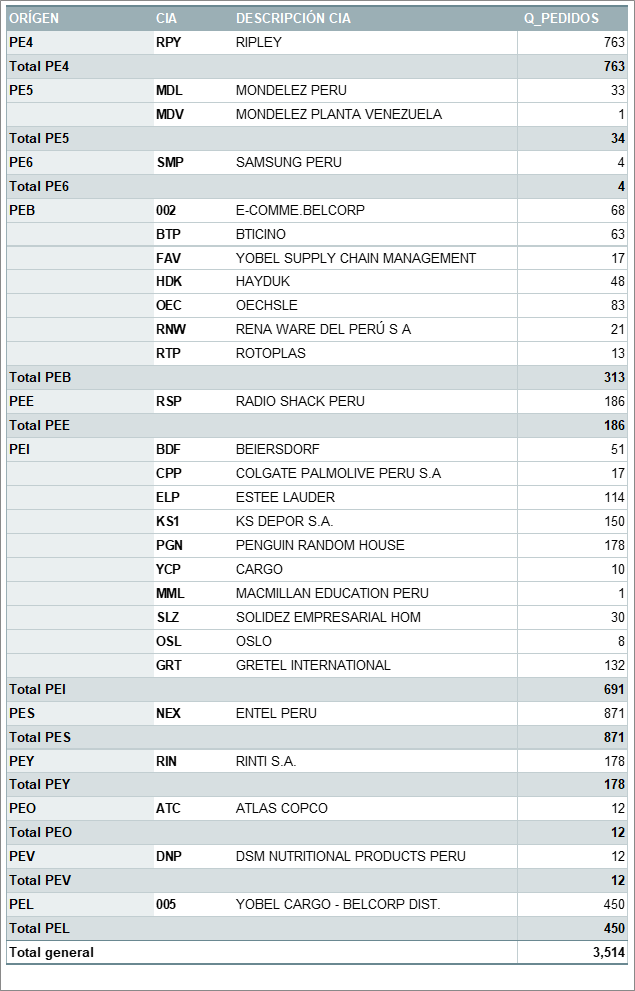 ORÍGEN CIA DESCRIPCIÓN CIA Q_PEDIDOS
PE4 RPY RIPLEY 763
Total PE4 763
PE5 MDL MONDELEZ PERU 33
MDV MONDELEZ PLANTA VENEZUELA 1
Total PE5 34
PE6 SMP SAMSUNG PERU 4
Total PE6 4
PEB 002 E-COMME.BELCORP 68
BTP BTICINO 63
FAV YOBEL SUPPLY CHAIN MANAGEMENT 17
HDK HAYDUK 48
OEC OECHSLE 83
RNW RENA WARE DEL PERÚ S A 21
RTP ROTOPLAS 13
Total PEB 313
PEE RSP RADIO SHACK PERU 186
Total PEE 186
PEI BDF BEIERSDORF 51
CPP COLGATE PALMOLIVE PERU S.A 17
ELP ESTEE LAUDER 114
KS1 KS DEPOR S.A. 150
PGN PENGUIN RANDOM HOUSE 178
YCP CARGO 10
MML MACMILLAN EDUCATION PERU 1
SLZ SOLIDEZ EMPRESARIAL HOM 30
OSL OSLO 8
GRT GRETEL INTERNATIONAL 132
Total PEI 691
PES NEX ENTEL PERU 871
Total PES 871
PEY RIN RINTI S.A. 178
Total PEY 178
PEO ATC ATLAS COPCO 12
Total PEO 12
PEV DNP DSM NUTRITIONAL PRODUCTS PERU 12
Total PEV 12
PEL 005 YOBEL CARGO - BELCORP DIST. 450
Total PEL 450
Total general 3,514